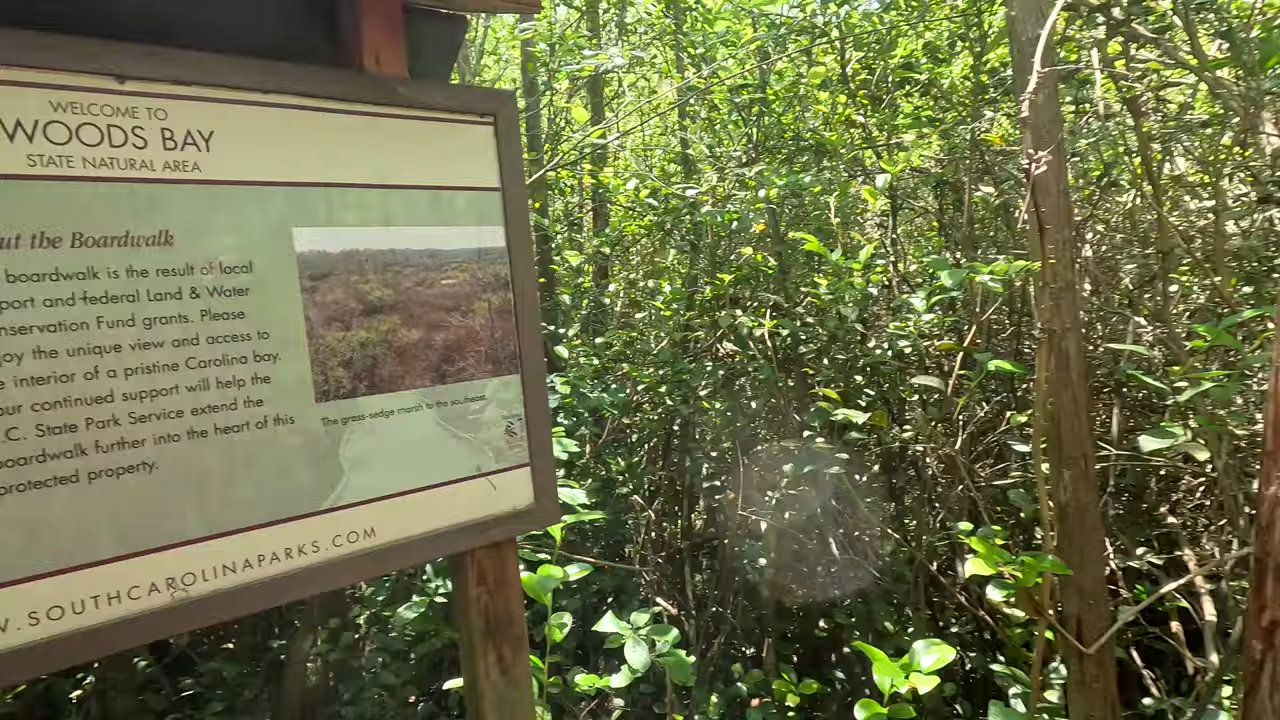 WELCOME TO
WOODS BAY
STATE NATURAL AREA
ut the Boardwalk
boardwalk is the result of local
port and federal Land & Water
nservation Fund grants. Please
joy the unique view and access to
e interior of a pristine Carolina bay.
our continued support will help the
.C. State Park Service extend the
boardwalk further into the heart of this
protected property.
The grass-sedge marsh to the southeast.
W.SOUTHCAROLINAPARKS.COM